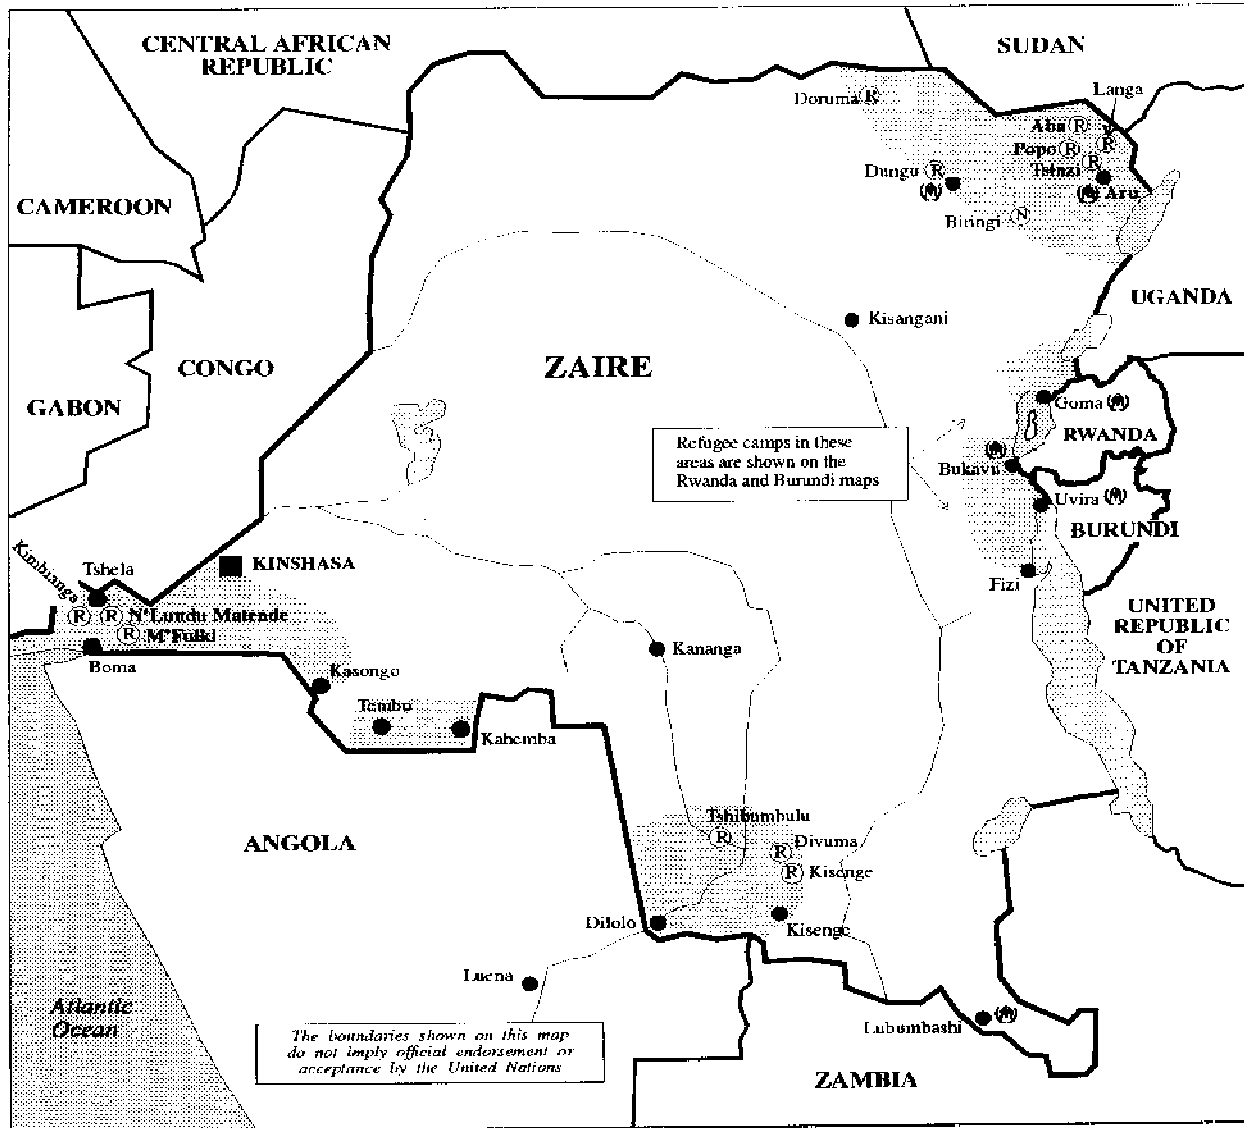 CENTRAL AFRICAN
REPUBLIC
SUDAN
Doruma R
Langa
Aba R
R
Popo R
R
Dungu R
Aru
Biringi N
CAMEROON
UGANDA
Kisangani
ZAIRE
CONGO
GABON
Goma
RWANDA
Refugee camps in these
areas are shown on the
Rwanda and Burundi maps
Bukavu
Uvira
BURUNDI
Kimbianga
Tshela
KINSHASA
Fizi
R R N'Lundu Matende
R
UNITED
REPUBLIC
OF
TANZANIA
Boma
Kananga
Kasongo
Tembu
Kahemba
Tshibumbulu
R
ANGOLA
Divuma
R
R Kisenge
Dilolo
Kisenge
Luena
Atlantic
Ocean
Lubumbashi
The boundaries shown on this map
do not imply official endorsement or
acceptance by the United Nations
ZAMBIA